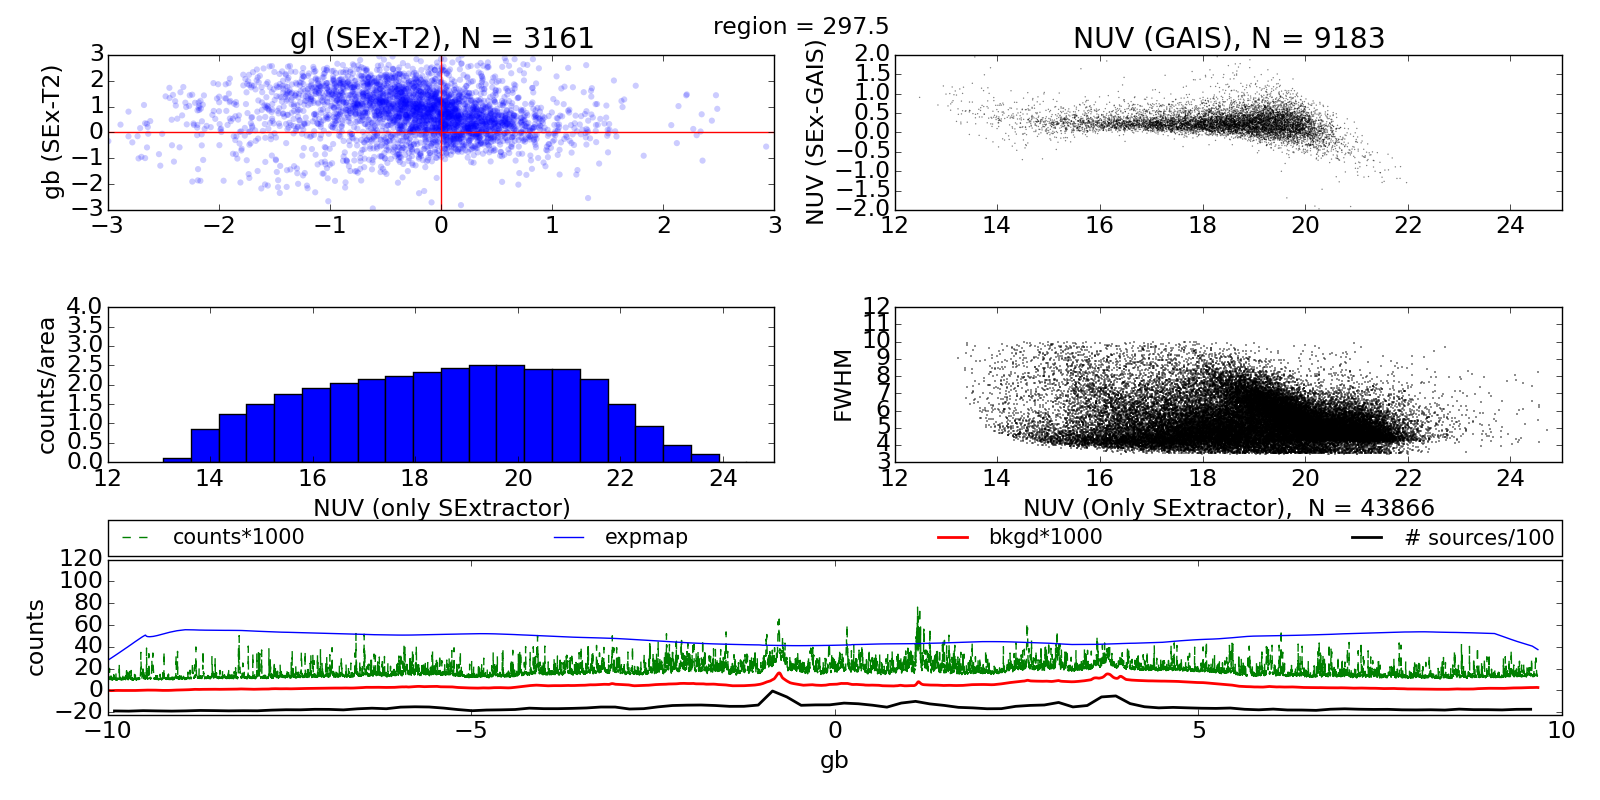 region = 297.5
gl (SEx-T2), N = 3161
NUV (GAIS), N = 9183
gb (SEx-T2)
3
2
1
0
−1
−2
−3
−3 −2 −1 0 1 2 3
NUV (SEx-GAIS)
2.0
1.5
1.0
0.5
0.0
−0.5
−1.0
−1.5
−2.0
12 14 16 18 20 22 24
counts/area
4.0
3.5
3.0
2.5
2.0
1.5
1.0
0.5
0.0
12 14 16 18 20 22 24
NUV (only SExtractor)
FWHM
12
11
10
9
8
7
6
5
4
3
12 14 16 18 20 22 24
NUV (Only SExtractor), N = 43866
counts*1000 expmap bkgd*1000 # sources/100
counts
120
100
80
60
40
20
0
−20
−10 −5 0 5 10
gb